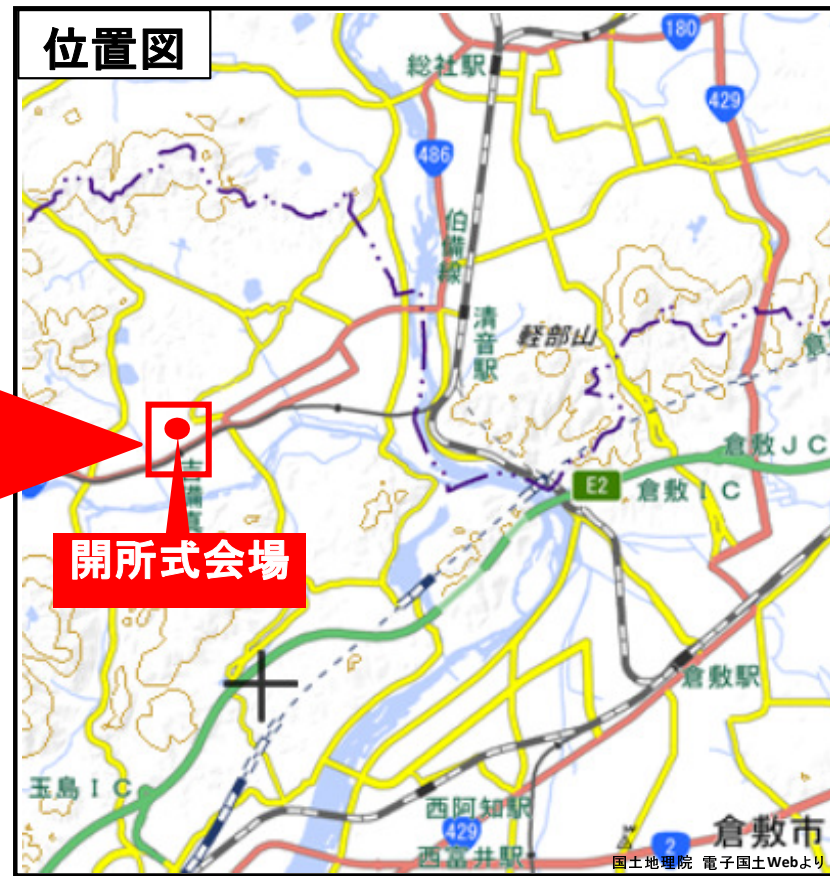 位置図
総社駅
180
429
486
伯備線
清音駅
軽部山
倉敷JC
E2
倉敷IC
開所式会場
倉敷駅
玉島IC
西阿知駅
429
西富井駅
2
倉敷市
国土地理院 電子国土Webより